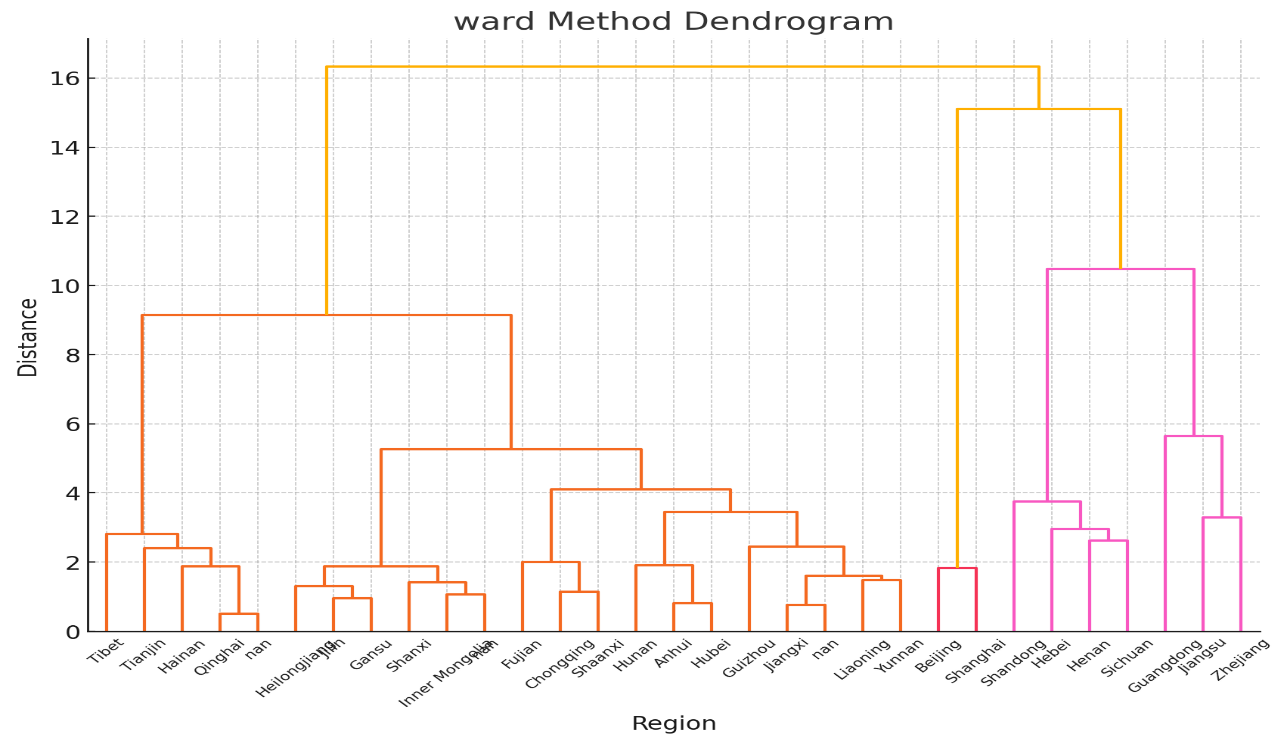 ward Method Dendrogram
16
14
12
10
8
6
4
2
0
Distance
Tibet
Tianjin
Hainan
Qinghai
nan
Heilongjiang
Jilin
Gansu
Shanxi
Inner Mongolia
nan
Fujian
Chongqing
Shaanxi
Hunan
Anhui
Hubei
Guizhou
Jiangxi
nan
Liaoning
Yunnan
Beijing
Shanghai
Shandong
Hebei
Henan
Sichuan
Guangdong
Jiangsu
Zhejiang
Region